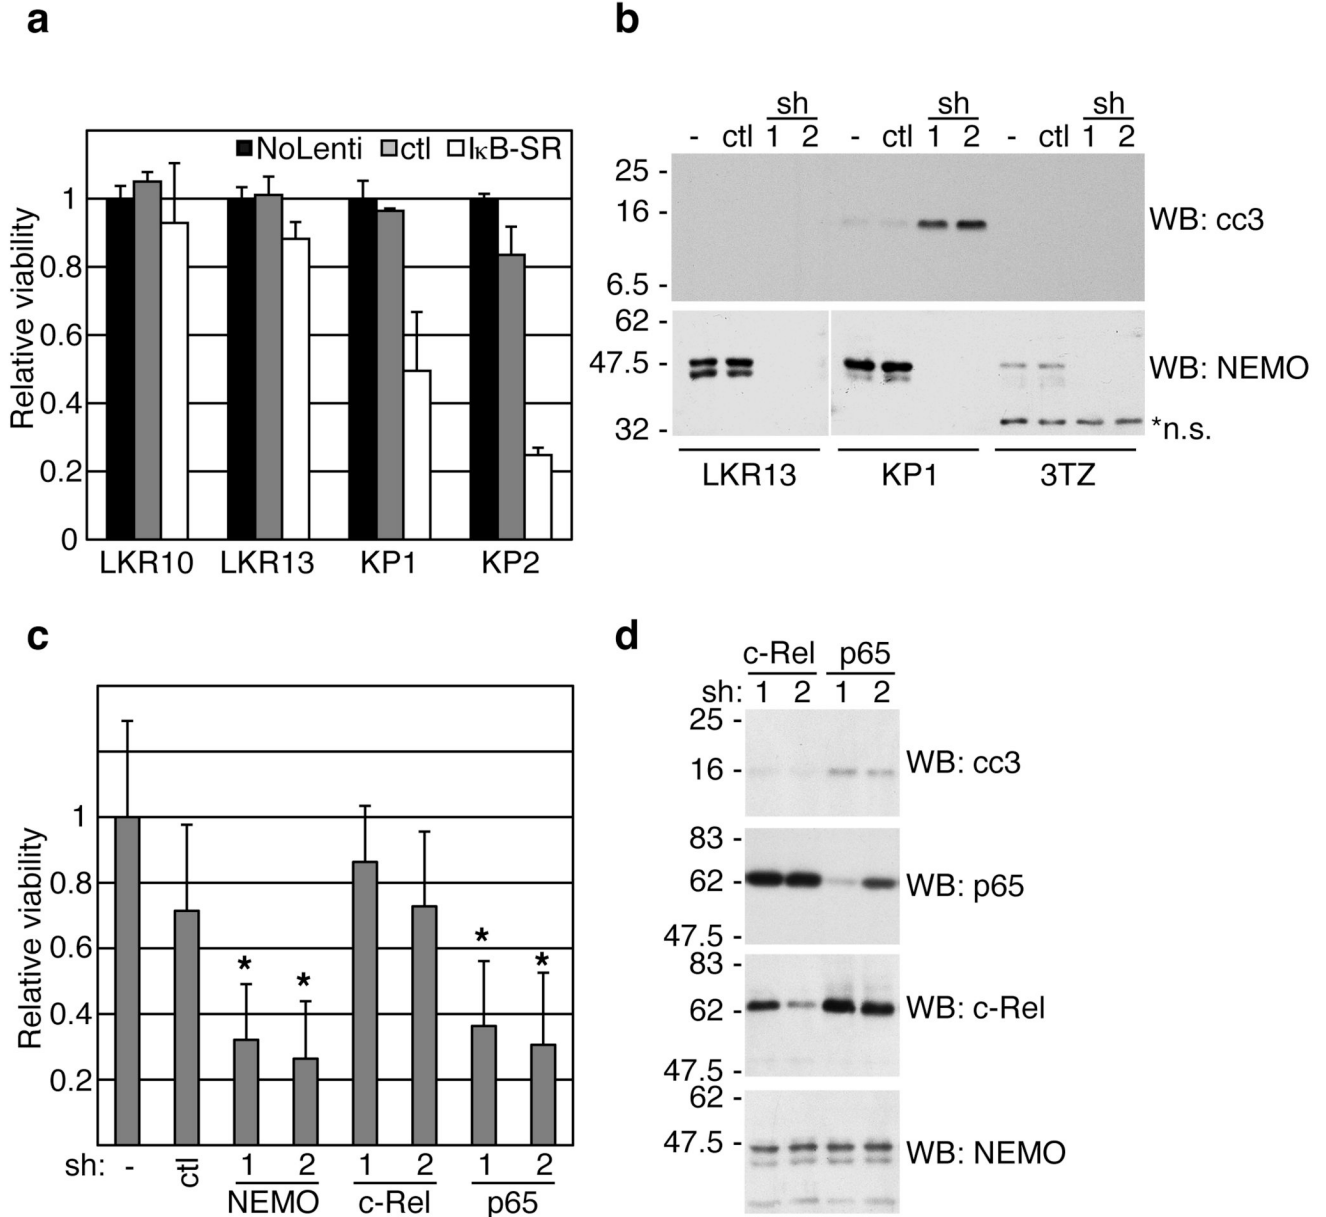 a
NoLenti ctl IκB-SR
Relative viability
1
0.8
0.6
0.4
0.2
0
LKR10 LKR13 KP1 KP2
b
sh sh sh
- ctl 1 2 - ctl 1 2 - ctl 1 2
25 -
16 - WB: cc3
6.5 -
62 -
47.5 - WB: NEMO
32 - *n.s.
LKR13 KP1 3TZ
c
Relative viability
1
0.8
0.6
0.4
0.2
* * * *
sh: - ctl 1 2 1 2 1 2
NEMO c-Rel p65
d
c-Rel p65
sh: 1 2 1 2
25 -
16 - WB: cc3
83 -
62 - WB: p65
47.5 -
83 -
62 - WB: c-Rel
47.5 -
62 -
47.5 - WB: NEMO